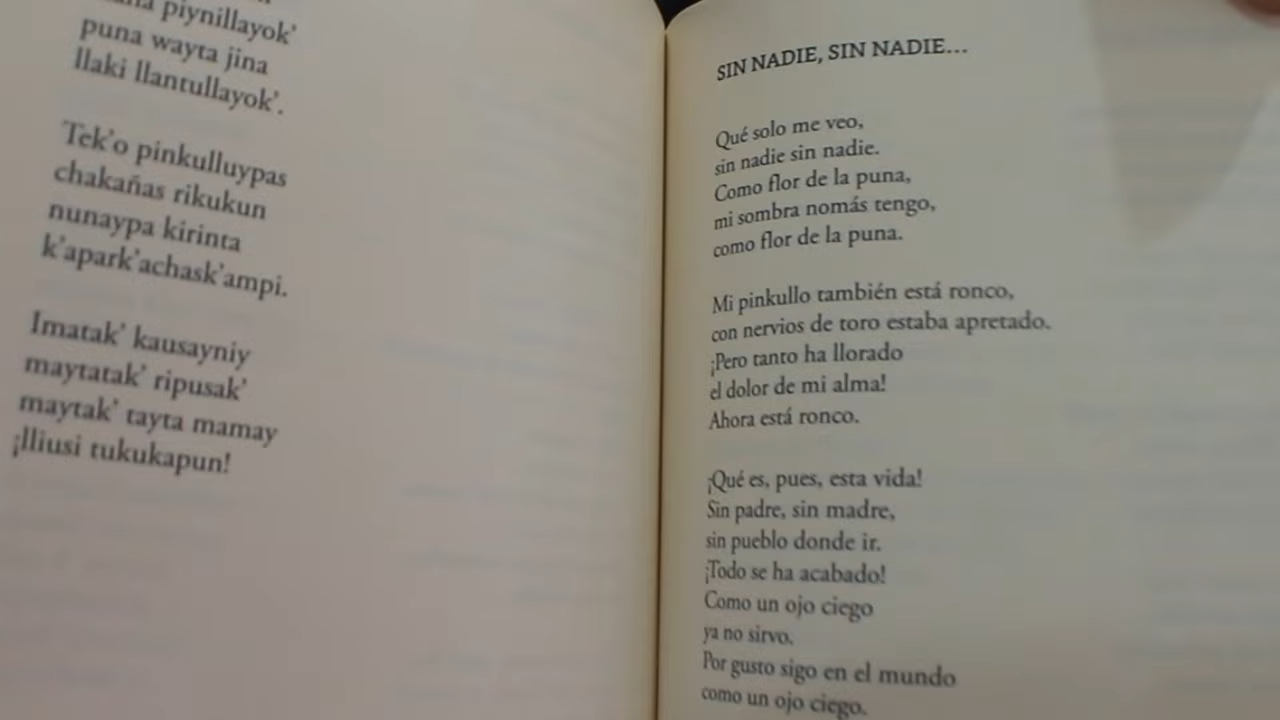 piynillayok’
puna wayta jina
llaki llantullayok’.
Tek’o pinkulluypas
chakañas rikukun
nunaypa kirinta
k’apark’achask’ampi.
Imatak’ kausayniy
maytatak’ ripusak’
maytak’ tayta mamay
¡lliusi tukukapun!
SIN NADIE, SIN NADIE...
Qué solo me veo,
sin nadie sin nadie.
Como flor de la puna,
mi sombra nomás tengo,
como flor de la puna.
Mi pinkullo también está ronco,
con nervios de toro estaba apretado.
¡Pero tanto ha llorado
el dolor de mi alma!
Ahora está ronco.
¡Qué es, pues, esta vida!
Sin padre, sin madre,
sin pueblo donde ir.
¡Todo se ha acabado!
Como un ojo ciego
ya no sirvo.
Por gusto sigo en el mundo
como un ojo ciego.